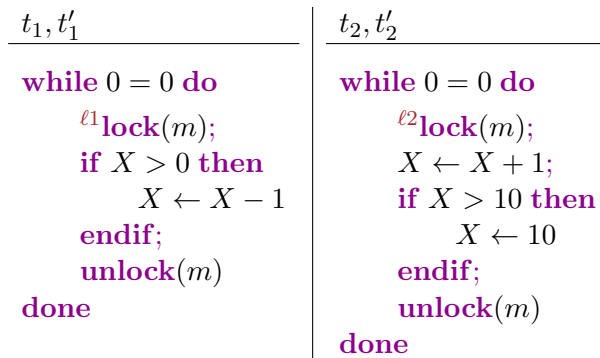 t₁, t′₁
while 0 = 0 do
ℓ1lock(m);
if X > 0 then
X ← X − 1
endif;
unlock(m)
done
t₂, t′₂
while 0 = 0 do
ℓ2lock(m);
X ← X + 1;
if X > 10 then
X ← 10
endif;
unlock(m)
done